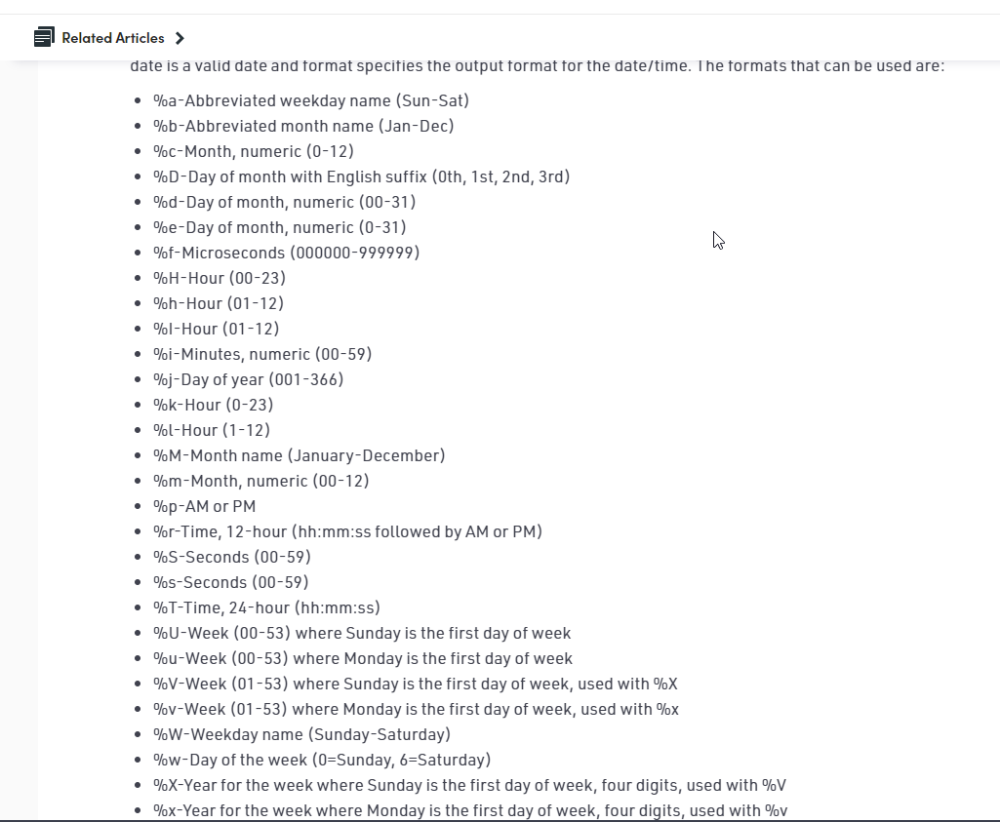 Related Articles
date is a valid date and format specifies the output format for the date/time. The formats that can be used are:
%a-Abbreviated weekday name (Sun-Sat)
%b-Abbreviated month name (Jan-Dec)
%c-Month, numeric (0-12)
%D-Day of month with English suffix (0th, 1st, 2nd, 3rd)
%d-Day of month, numeric (00-31)
%e-Day of month, numeric (0-31)
%f-Microseconds (000000-999999)
%H-Hour (00-23)
%h-Hour (01-12)
%I-Hour (01-12)
%i-Minutes, numeric (00-59)
%j-Day of year (001-366)
%k-Hour (0-23)
%l-Hour (1-12)
%M-Month name (January-December)
%m-Month, numeric (00-12)
%p-AM or PM
%r-Time, 12-hour (hh:mm:ss followed by AM or PM)
%S-Seconds (00-59)
%s-Seconds (00-59)
%T-Time, 24-hour (hh:mm:ss)
%U-Week (00-53) where Sunday is the first day of week
%u-Week (00-53) where Monday is the first day of week
%V-Week (01-53) where Sunday is the first day of week, used with %X
%v-Week (01-53) where Monday is the first day of week, used with %x
%W-Weekday name (Sunday-Saturday)
%w-Day of the week (0=Sunday, 6=Saturday)
%X-Year for the week where Sunday is the first day of week, four digits, used with %V
%x-Year for the week where Monday is the first day of week, four digits, used with %v